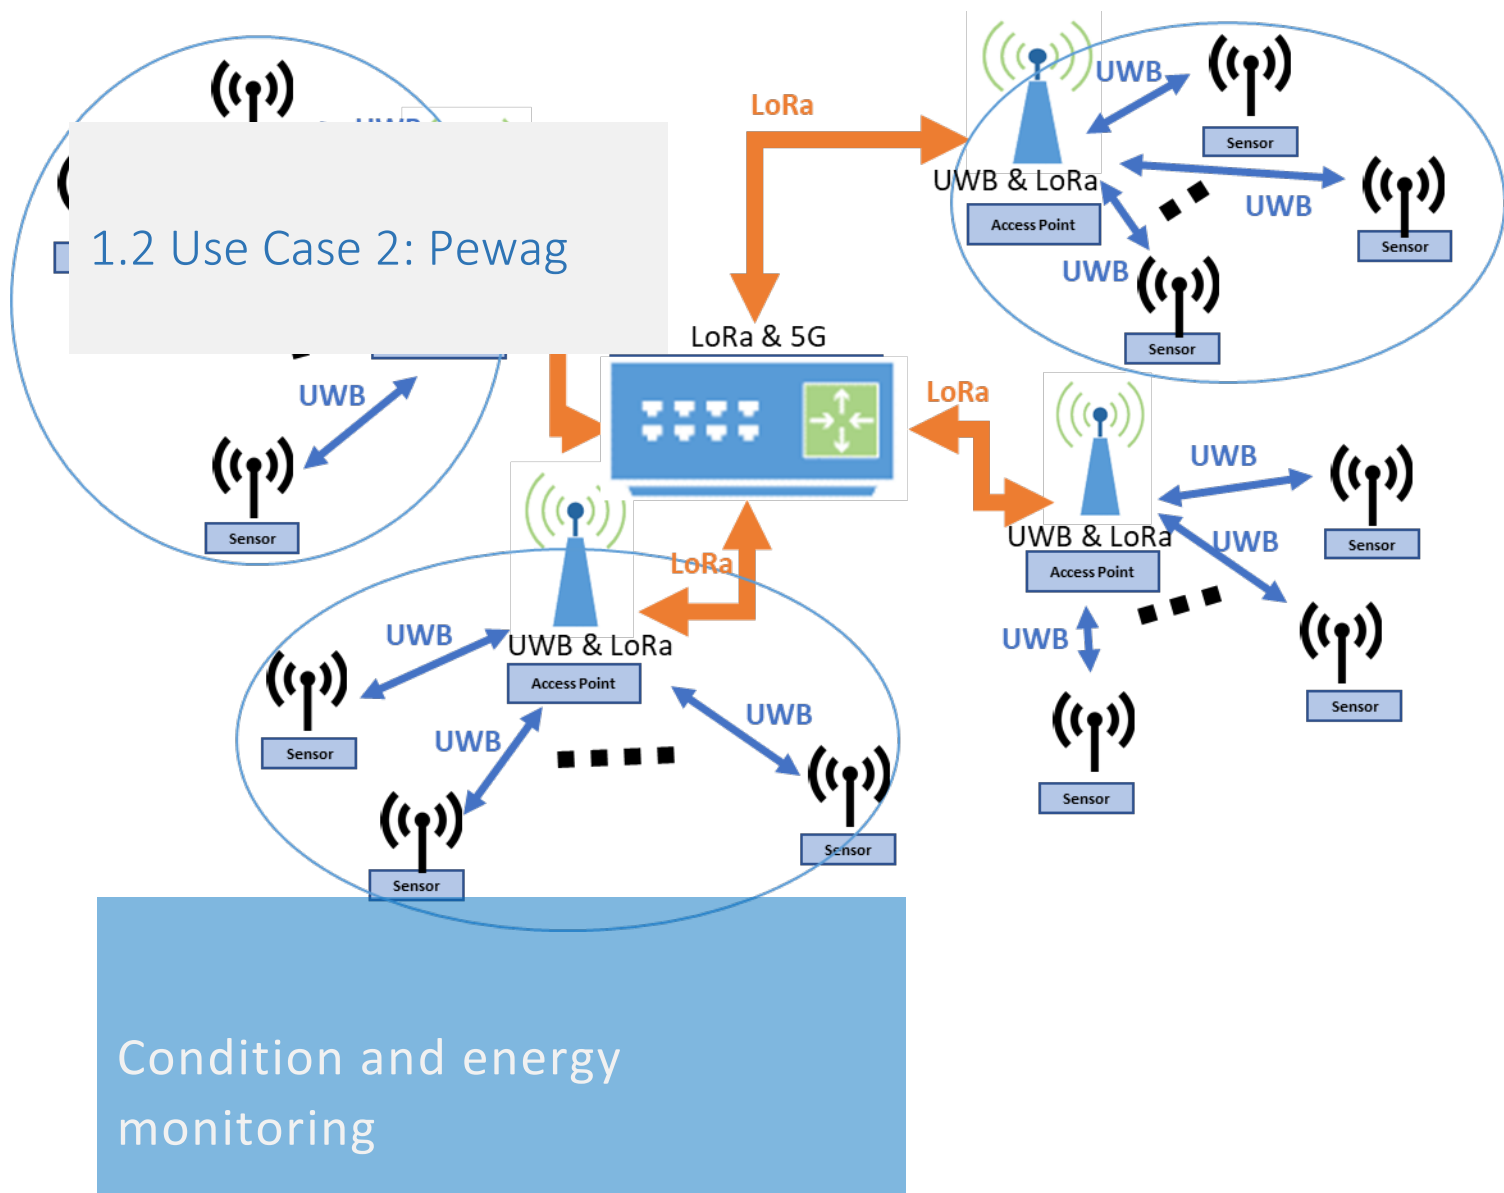 UWB
1.2 Use Case 2: Pewag
UWB
Sensor
LoRa
UWB
Sensor
UWB & LoRa
Access Point
UWB
Sensor
UWB
Sensor
LoRa & 5G
LoRa
UWB & LoRa
Access Point
UWB
Sensor
UWB
Sensor
UWB
Sensor
LoRa
UWB & LoRa
Access Point
UWB
Sensor
UWB
Sensor
UWB
Sensor
Condition and energy
monitoring